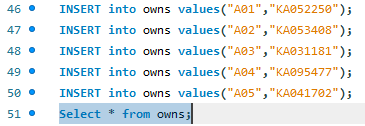 46 INSERT into owns values("A01","KA052250");
47 INSERT into owns values("A02","KA053408");
48 INSERT into owns values("A03","KA031181");
49 INSERT into owns values("A04","KA095477");
50 INSERT into owns values("A05","KA041702");
51 Select * from owns;